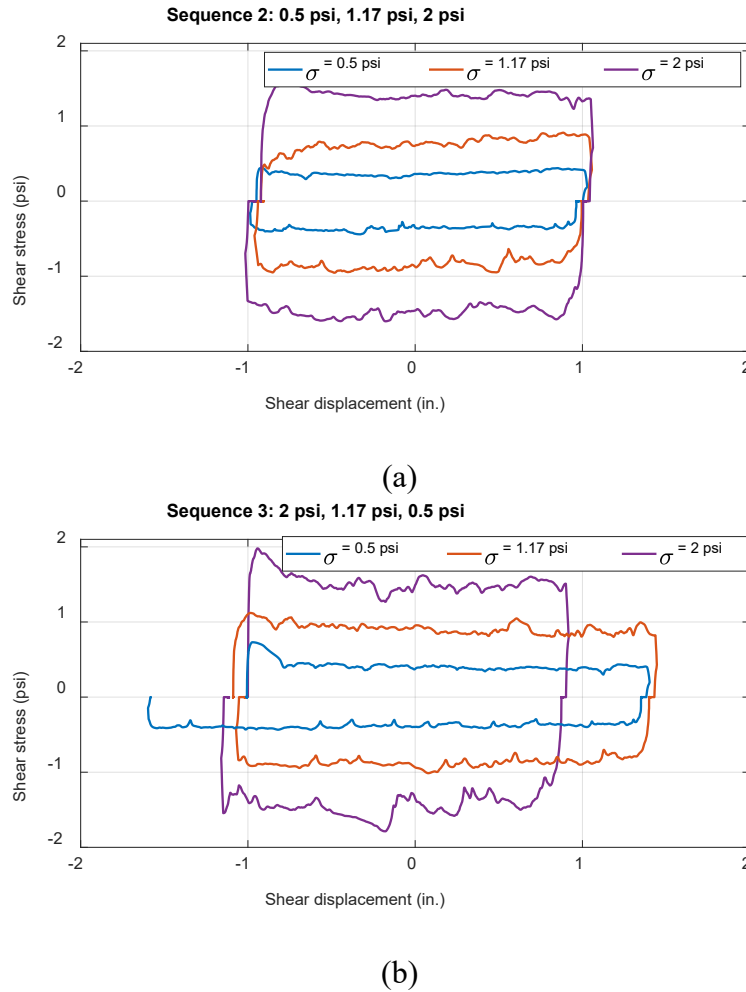 Sequence 2: 0.5 psi, 1.17 psi, 2 psi
2
σ = 0.5 psi σ = 1.17 psi σ = 2 psi
1
0
-1
-2
Shear stress (psi)
-2 -1 0 1 2
Shear displacement (in.)
(a)
Sequence 3: 2 psi, 1.17 psi, 0.5 psi
2
σ = 0.5 psi σ = 1.17 psi σ = 2 psi
1
0
-1
-2
Shear stress (psi)
-2 -1 0 1 2
Shear displacement (in.)
(b)